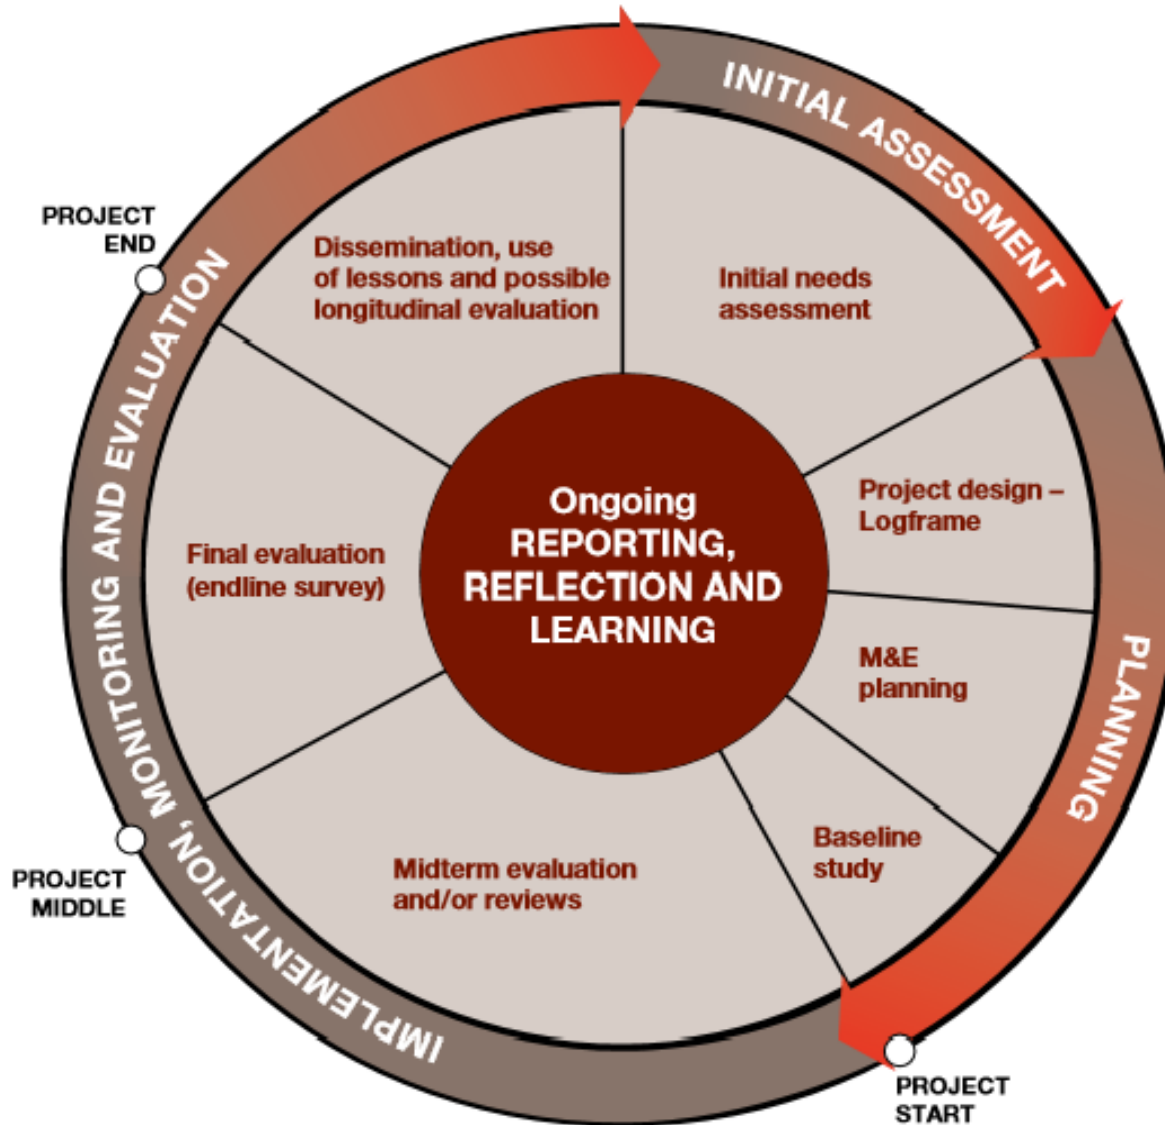 INITIAL ASSESSMENT
PLANNING
IMPLEMENTATION, MONITORING AND EVALUATION
PROJECT
END
PROJECT
MIDDLE
PROJECT
START
Dissemination, use
of lessons and possible
longitudinal evaluation
Initial needs
assessment
Project design –
Logframe
M&E
planning
Baseline
study
Midterm evaluation
and/or reviews
Final evaluation
(endline survey)
Ongoing
REPORTING,
REFLECTION AND
LEARNING